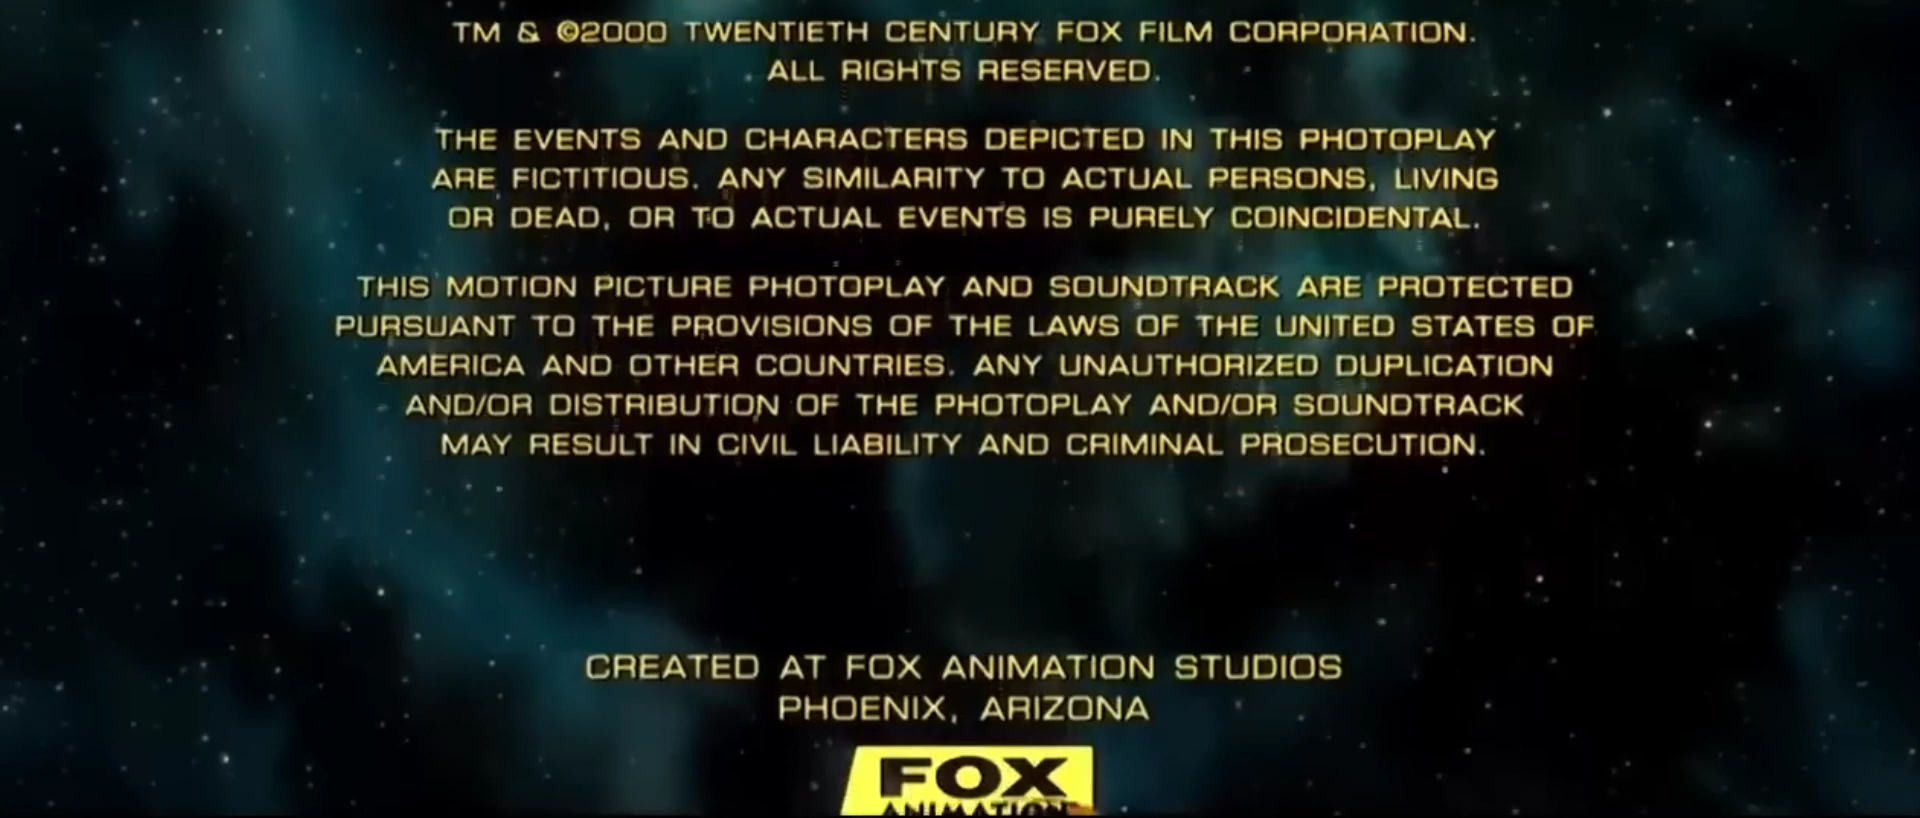 TM & ©2000 TWENTIETH CENTURY FOX FILM CORPORATION.
ALL RIGHTS RESERVED.
THE EVENTS AND CHARACTERS DEPICTED IN THIS PHOTOPLAY
ARE FICTITIOUS. ANY SIMILARITY TO ACTUAL PERSONS, LIVING
OR DEAD, OR TO ACTUAL EVENTS IS PURELY COINCIDENTAL.
THIS MOTION PICTURE PHOTOPLAY AND SOUNDTRACK ARE PROTECTED
PURSUANT TO THE PROVISIONS OF THE LAWS OF THE UNITED STATES OF
AMERICA AND OTHER COUNTRIES. ANY UNAUTHORIZED DUPLICATION
AND/OR DISTRIBUTION OF THE PHOTOPLAY AND/OR SOUNDTRACK
MAY RESULT IN CIVIL LIABILITY AND CRIMINAL PROSECUTION.
CREATED AT FOX ANIMATION STUDIOS
PHOENIX, ARIZONA
FOX
ANIMATION